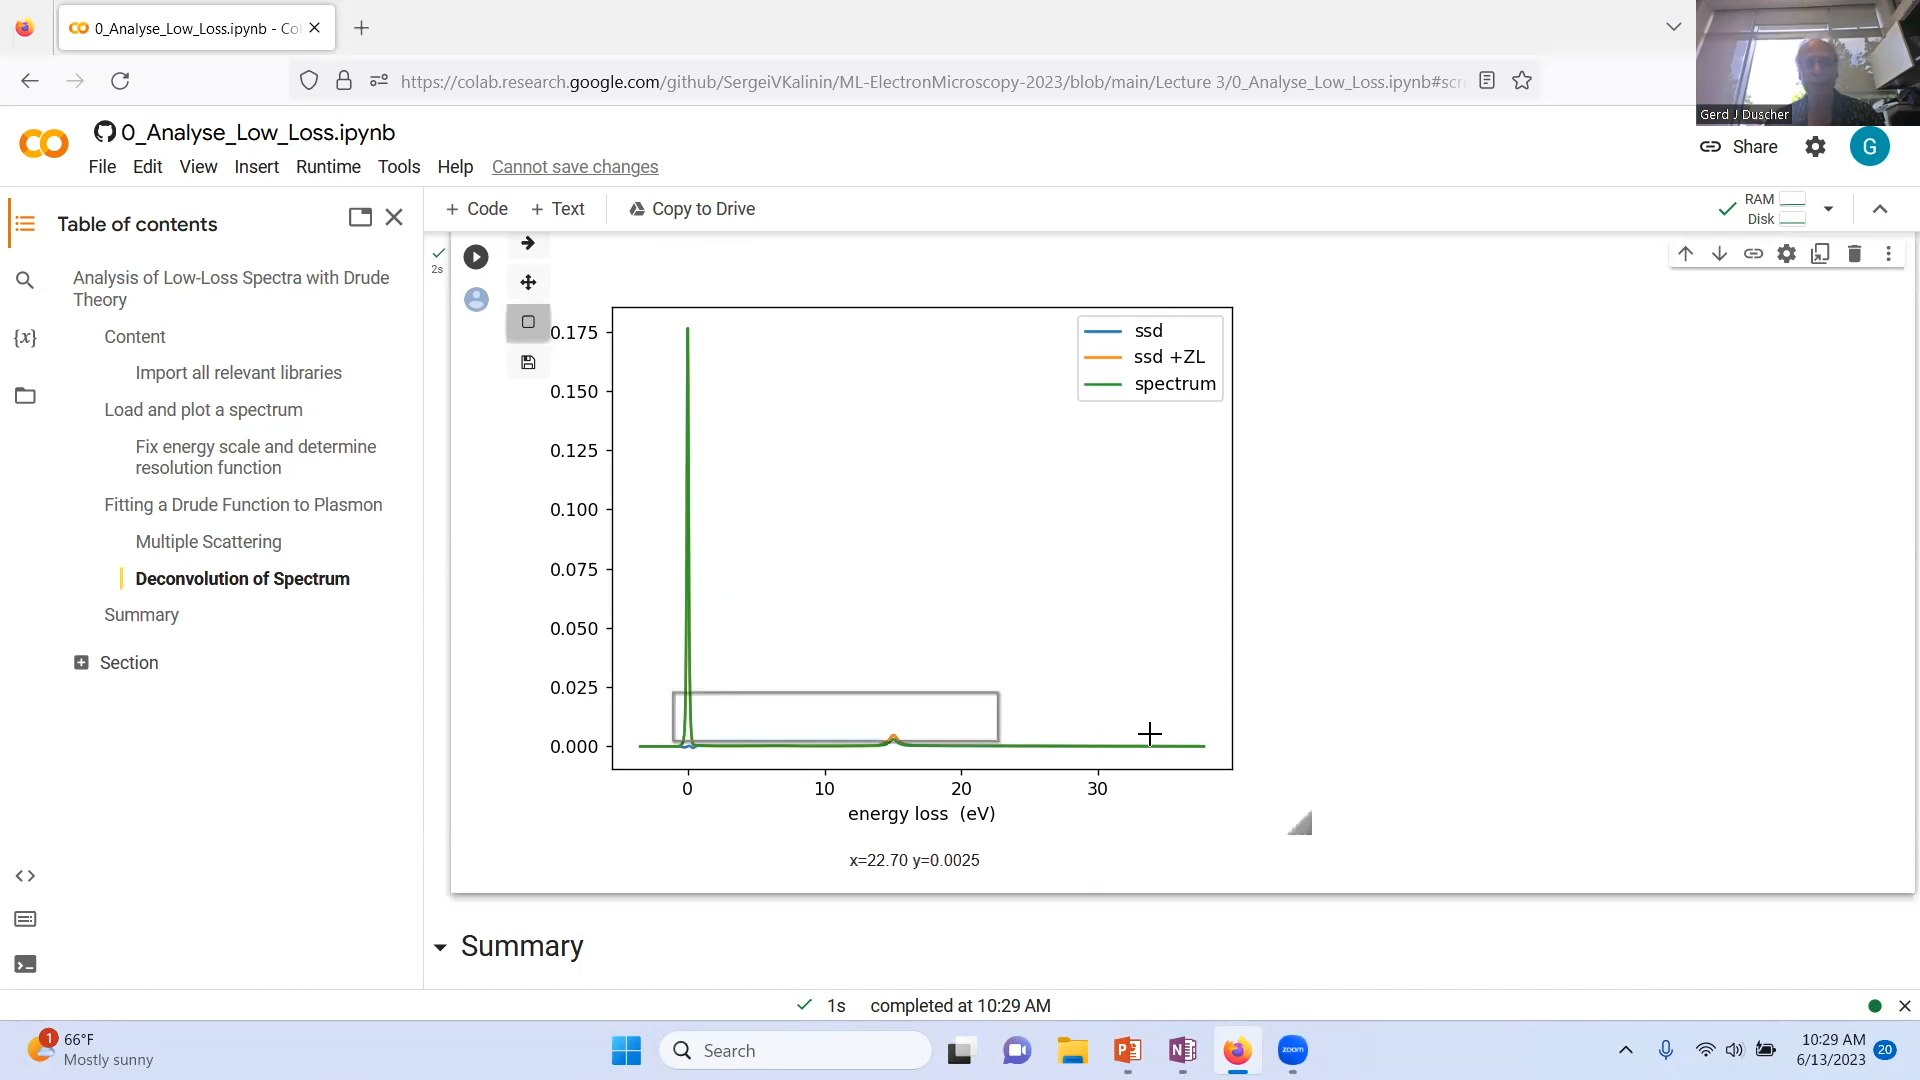 0_Analyse_Low_Loss.ipynb - Co
https://colab.research.google.com/github/SergeiVKalinin/ML-ElectronMicroscopy-2023/blob/main/Lecture 3/0_Analyse_Low_Loss.ipynb#scr
Gerd J Duscher
0_Analyse_Low_Loss.ipynb
File Edit View Insert Runtime Tools Help Cannot save changes
Share
G
+ Code + Text Copy to Drive
RAM
Disk
Table of contents
Analysis of Low-Loss Spectra with Drude
Theory
Content
Import all relevant libraries
Load and plot a spectrum
Fix energy scale and determine
resolution function
Fitting a Drude Function to Plasmon
Multiple Scattering
Deconvolution of Spectrum
Summary
Section
{x}
2s
0.175
0.150
0.125
0.100
0.075
0.050
0.025
0.000
ssd
ssd +ZL
spectrum
0 10 20 30
energy loss (eV)
x=22.70 y=0.0025
Summary
1s completed at 10:29 AM
1
66°F
Mostly sunny
Search
zoom
10:29 AM
6/13/2023
20